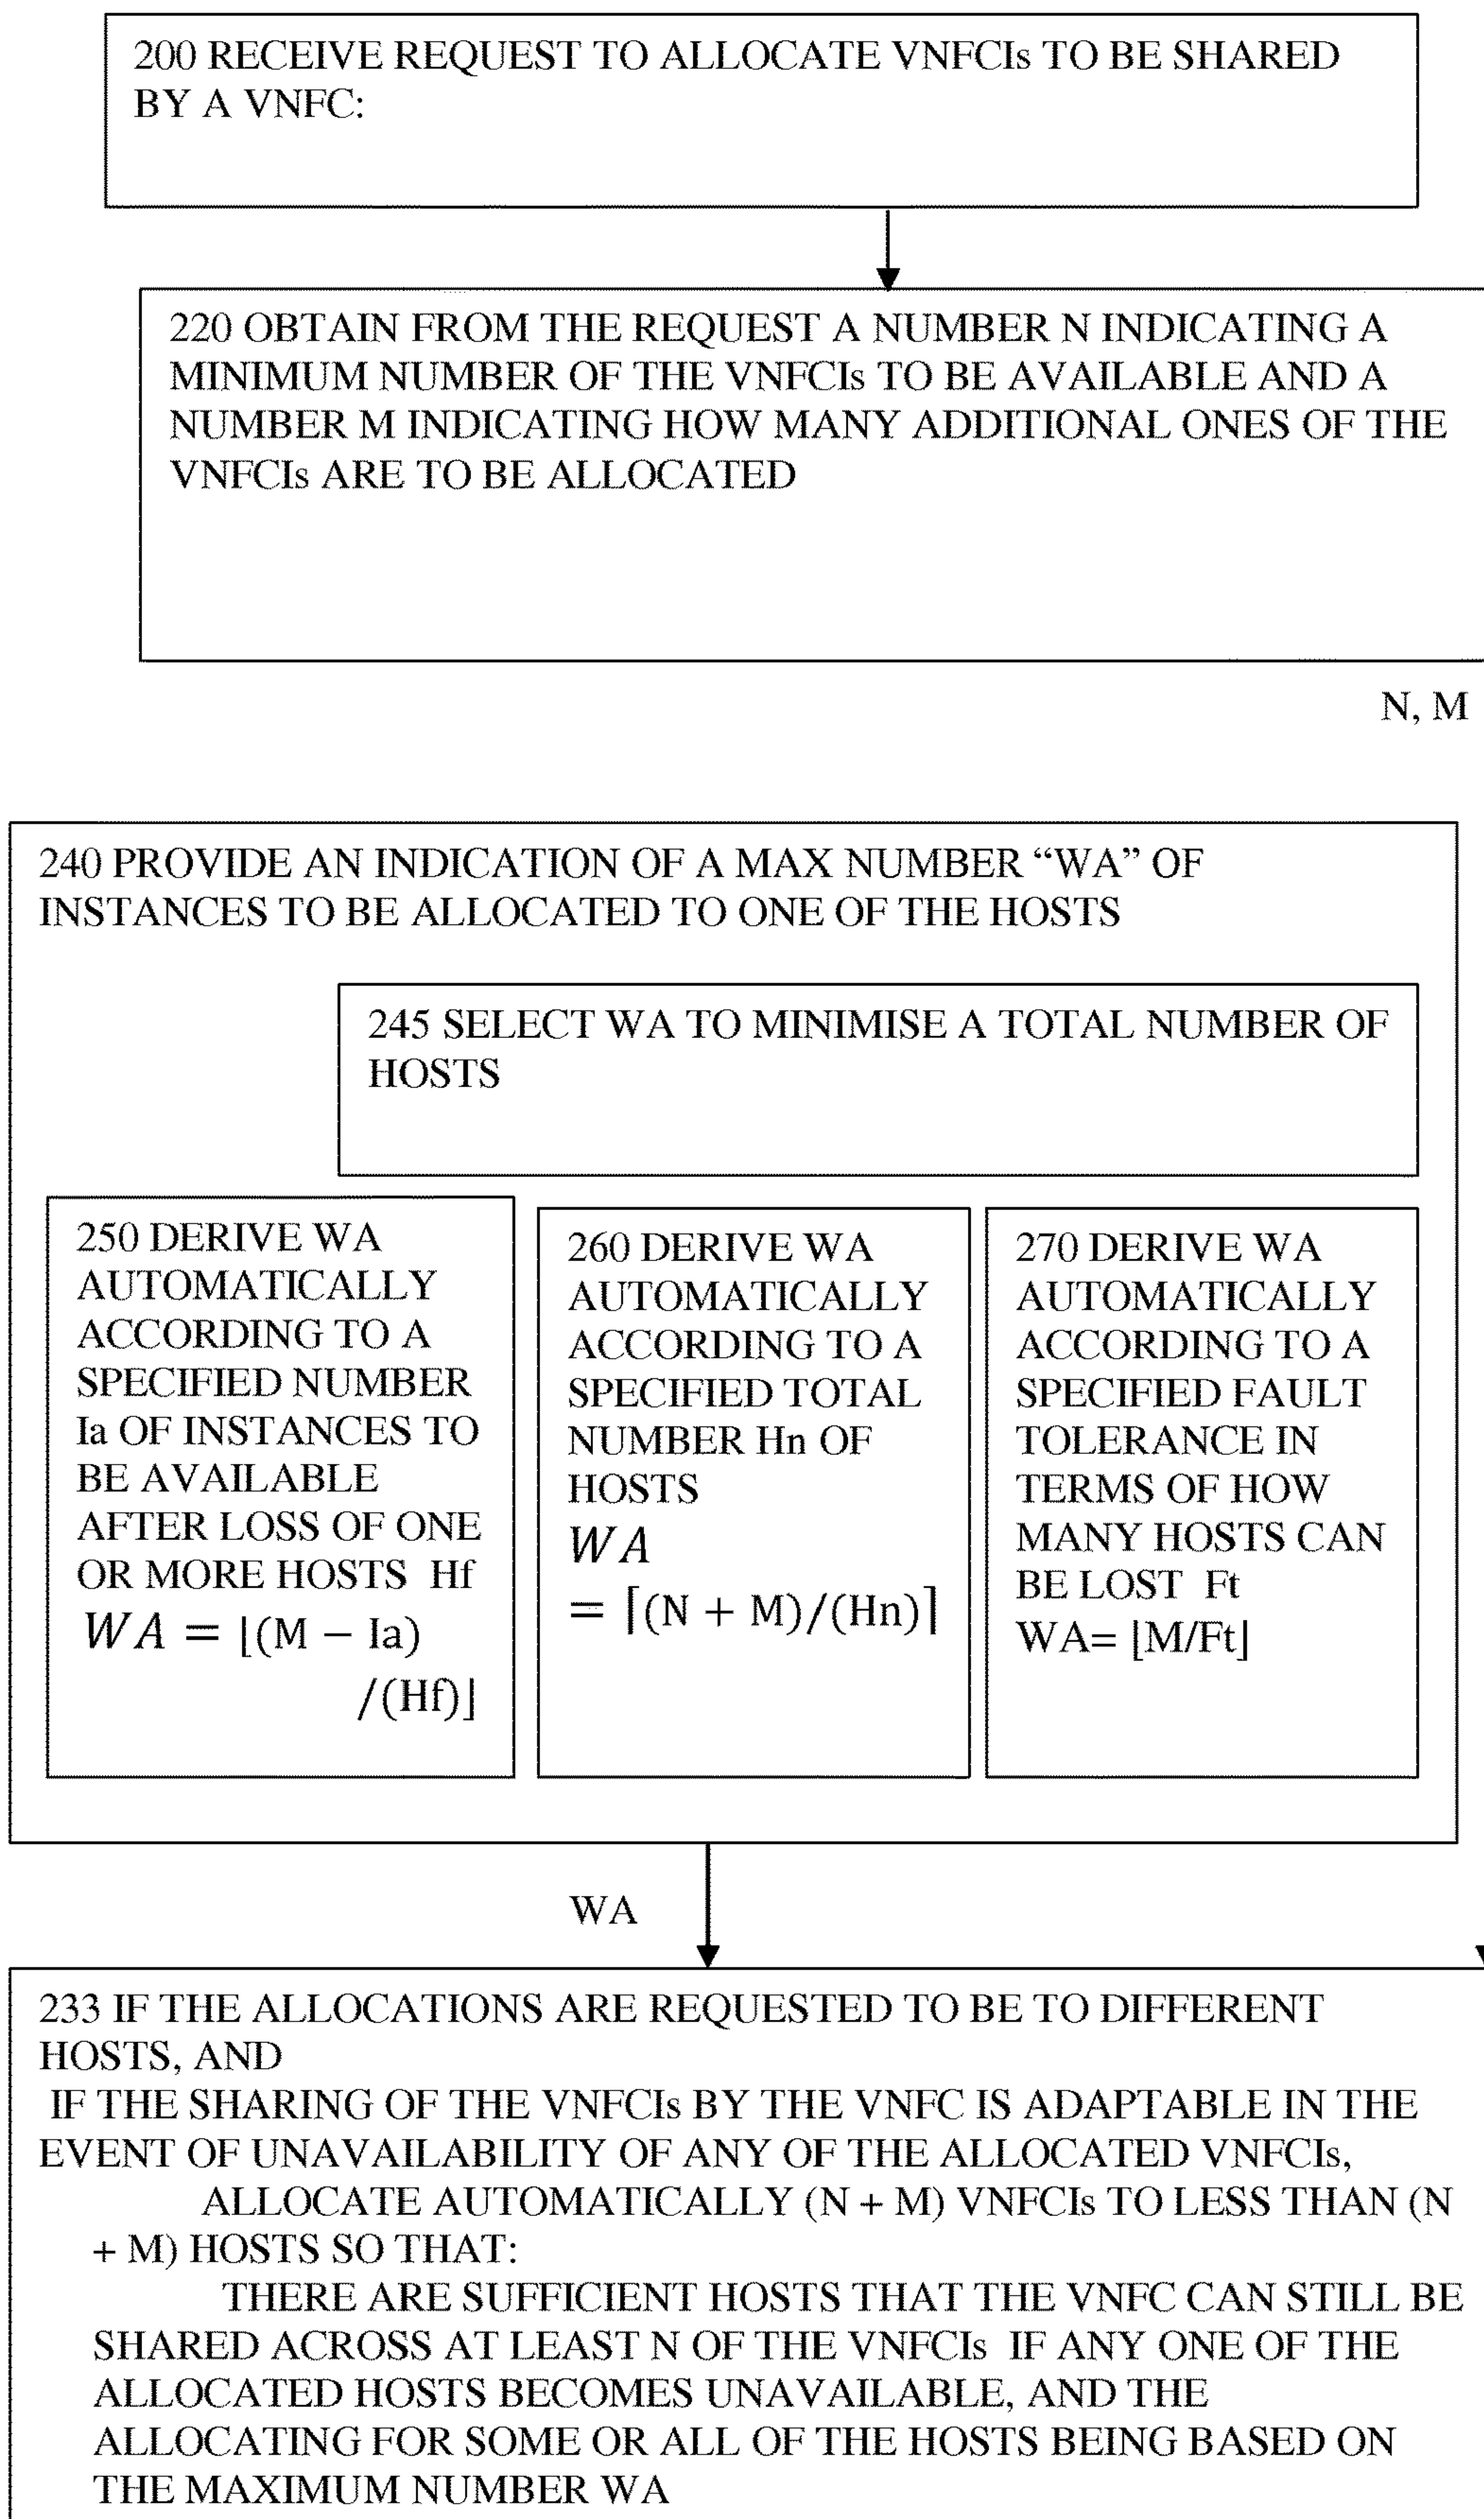 200 RECEIVE REQUEST TO ALLOCATE VNFCIs TO BE SHARED
BY A VNFC:
220 OBTAIN FROM THE REQUEST A NUMBER N INDICATING A
MINIMUM NUMBER OF THE VNFCIs TO BE AVAILABLE AND A
NUMBER M INDICATING HOW MANY ADDITIONAL ONES OF THE
VNFCIs ARE TO BE ALLOCATED
N, M
240 PROVIDE AN INDICATION OF A MAX NUMBER “WA” OF
INSTANCES TO BE ALLOCATED TO ONE OF THE HOSTS
245 SELECT WA TO MINIMISE A TOTAL NUMBER OF
HOSTS
250 DERIVE WA
AUTOMATICALLY
ACCORDING TO A
SPECIFIED NUMBER
Ia OF INSTANCES TO
BE AVAILABLE
AFTER LOSS OF ONE
OR MORE HOSTS Hf
WA = ⌊(M − Ia)
/(Hf)⌋
260 DERIVE WA
AUTOMATICALLY
ACCORDING TO A
SPECIFIED TOTAL
NUMBER Hn OF
HOSTS
WA
= ⌈(N + M)/(Hn)⌉
270 DERIVE WA
AUTOMATICALLY
ACCORDING TO A
SPECIFIED FAULT
TOLERANCE IN
TERMS OF HOW
MANY HOSTS CAN
BE LOST Ft
WA= ⌊M/Ft⌋
WA
233 IF THE ALLOCATIONS ARE REQUESTED TO BE TO DIFFERENT
HOSTS, AND
IF THE SHARING OF THE VNFCIs BY THE VNFC IS ADAPTABLE IN THE
EVENT OF UNAVAILABILITY OF ANY OF THE ALLOCATED VNFCIs,
ALLOCATE AUTOMATICALLY (N + M) VNFCIs TO LESS THAN (N
+ M) HOSTS SO THAT:
THERE ARE SUFFICIENT HOSTS THAT THE VNFC CAN STILL BE
SHARED ACROSS AT LEAST N OF THE VNFCIs IF ANY ONE OF THE
ALLOCATED HOSTS BECOMES UNAVAILABLE, AND THE
ALLOCATING FOR SOME OR ALL OF THE HOSTS BEING BASED ON
THE MAXIMUM NUMBER WA